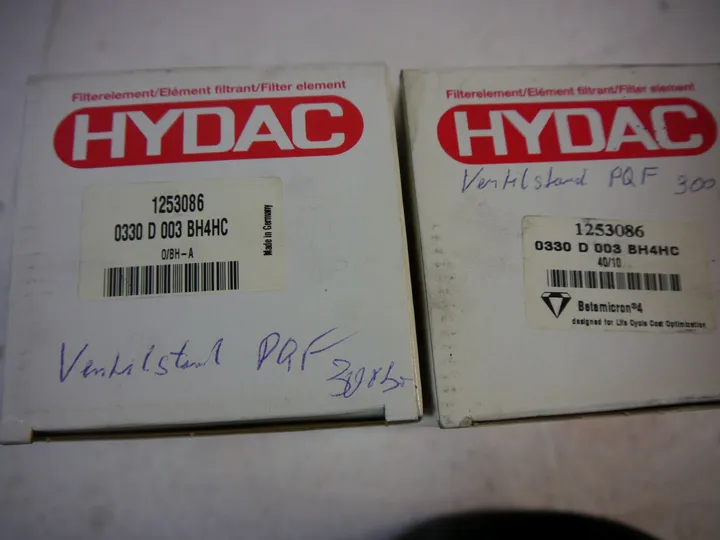 Filterelement/Elément filtrant/Filter element
HYDAC
1253086
0330 D 003 BH4HC
O/BH-A
Made in Germany
Ventilstand PQF
Filterelement/Elément filtrant/Filter element
HYDAC
Ventilstand PQF 300
1253086
0330 D 003 BH4HC
40/10
Betamicron®4
designed for Life Cycle Cost Optimization